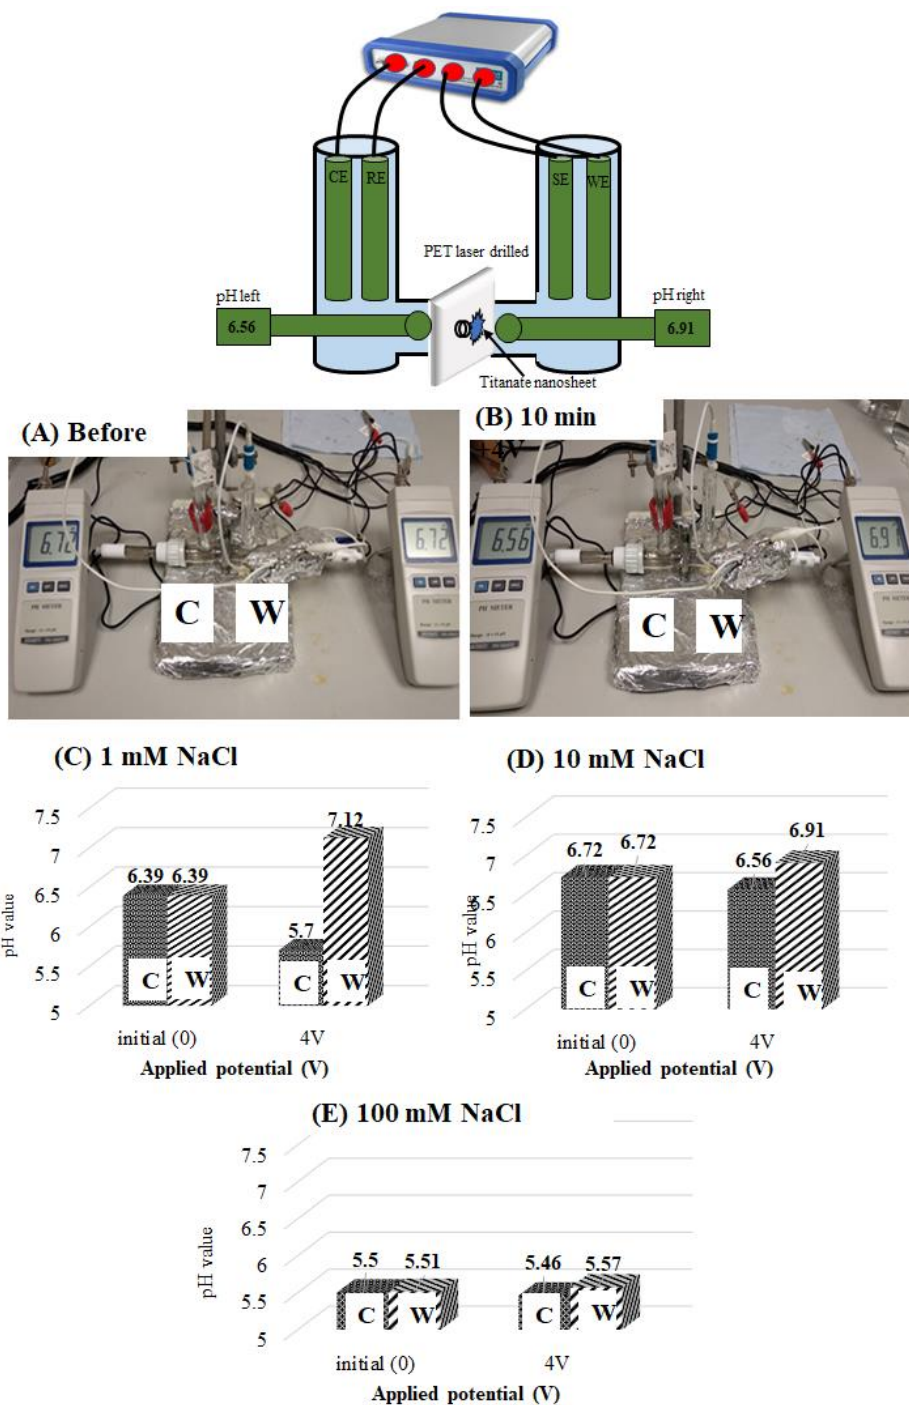 CE RE SE WE
PET laser drilled
pH left
pH right
6.56
6.91
Titanate nanosheet
(A) Before
(B) 10 min
+4V
6.72
6.72
6.56
6.91
PH METER
PH METER
C W
C W
(C) 1 mM NaCl
(D) 10 mM NaCl
7.5
7
6.5
6
5.5
5
pH value
6.39 6.39
5.7
7.12
C W
C W
initial (0)
4V
Applied potential (V)
7.5
7
6.5
6
5.5
5
pH value
6.72 6.72
6.56
6.91
C W
C W
initial (0)
4V
Applied potential (V)
(E) 100 mM NaCl
7.5
7
6.5
6
5.5
5
pH value
5.5 5.51
5.46 5.57
C W
C W
initial (0)
4V
Applied potential (V)